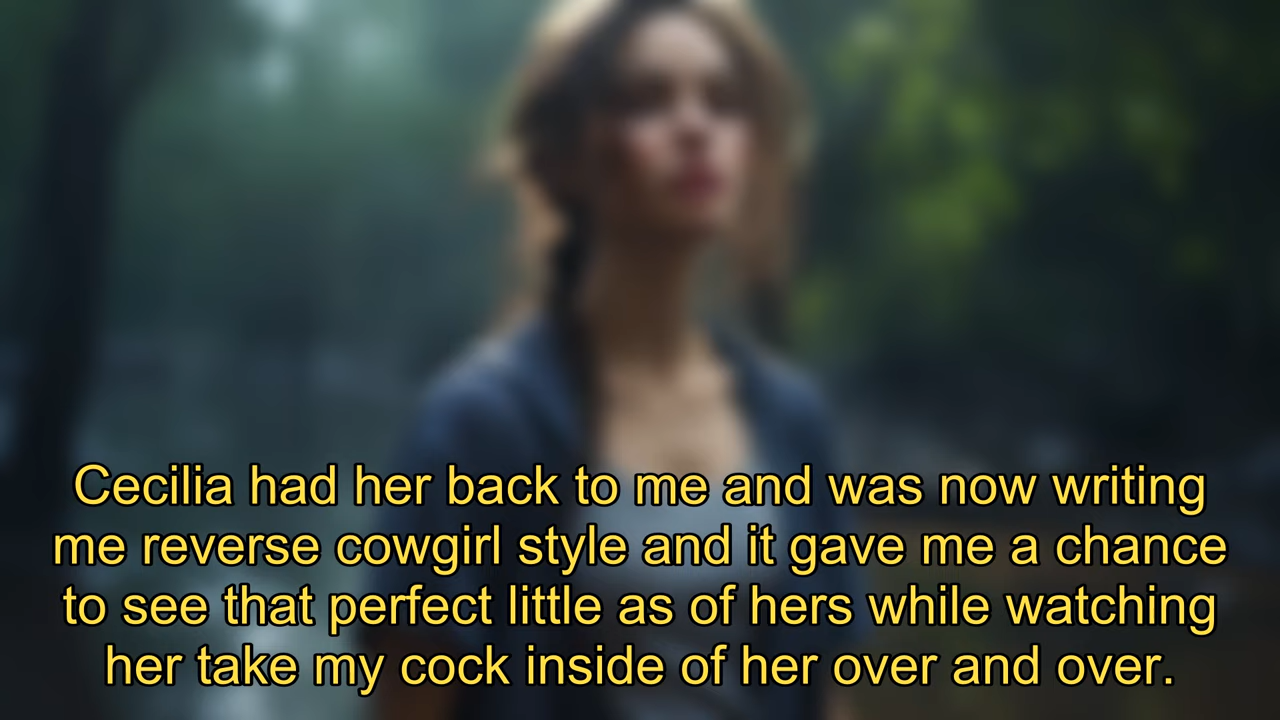 Cecilia had her back to me and was now writing
me reverse cowgirl style and it gave me a chance
to see that perfect little as of hers while watching
her take my cock inside of her over and over.